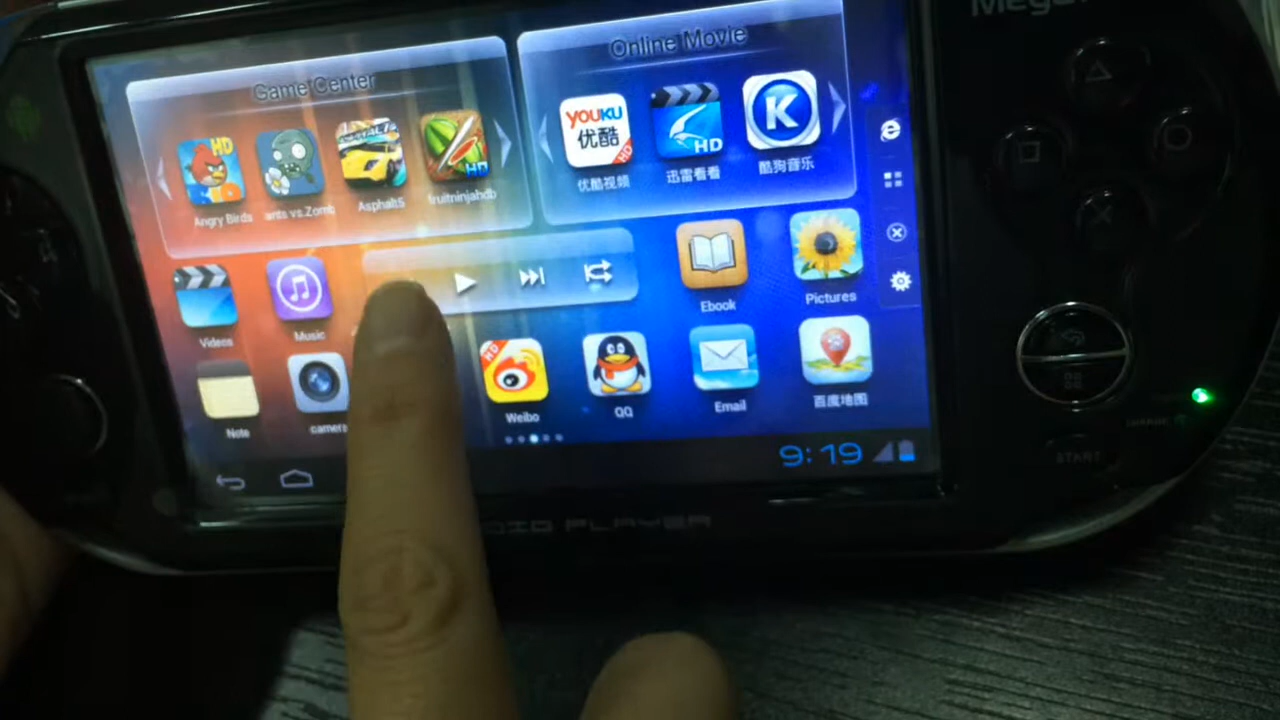 Game Center
Online Movie
HD
YOUKU
优酷
HD
K
Angry Birds
ants vs.Zomb
Asphalt5
fruitninjahdb
优酷视频
迅雷看看
酷狗音乐
Videos
Music
Ebook
Pictures
HD
Note
camera
Weibo
QQ
Email
百度地图
9:19
START
PLAYER